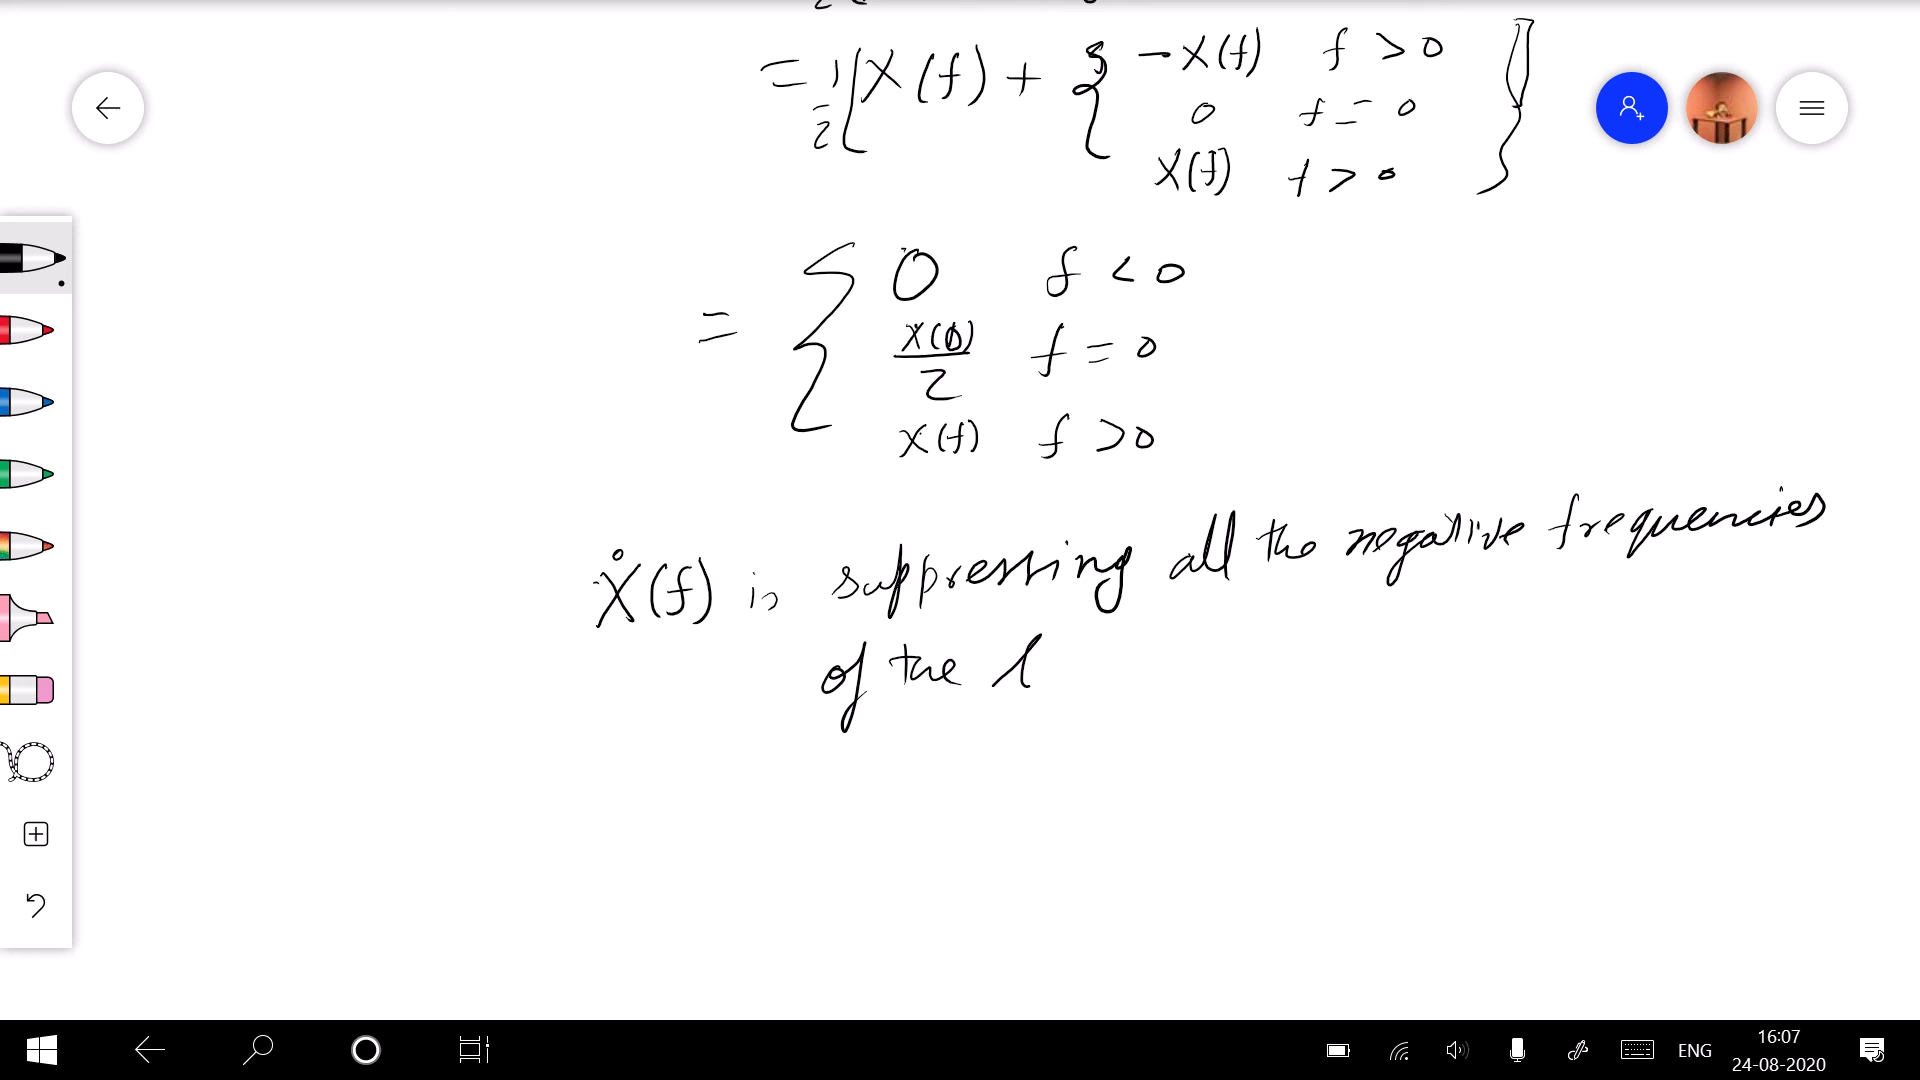 = 1/2 { X(f) + { -X(f) f > 0
0 f = 0
X(f) f > 0 }
= { 0 f < 0
X(0)/2 f = 0
X(f) f > 0
X̊(f) is suppressing all the negative frequencies
of the
ENG
16:07
24-08-2020